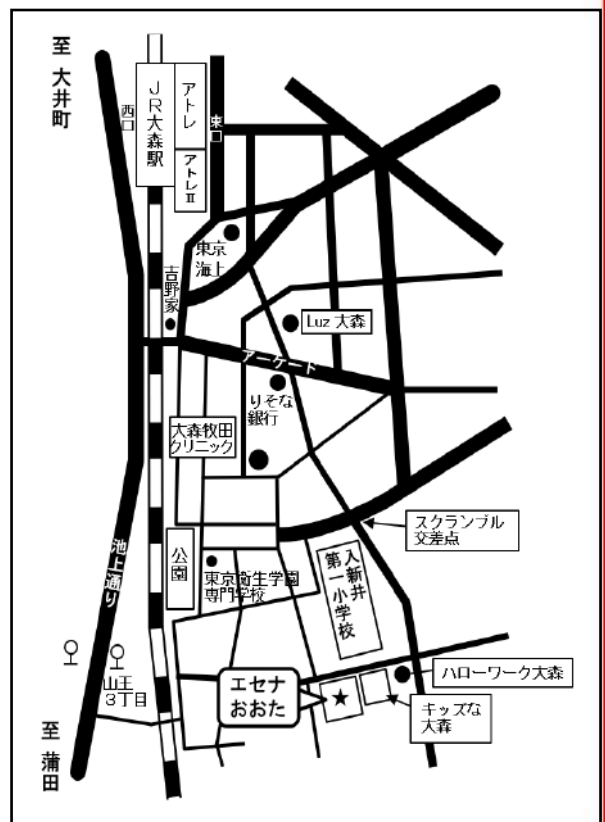 至 大井町
西口
JR大森駅
アトレ
アトレⅡ
東口
東京
海上
吉野家
Luz 大森
アーケード
りそな
銀行
大森牧田
クリニック
スクランブル
交差点
池上通り
公園
東京衛生学園
専門学校
入新井
第一小学校
山王
3丁目
エセナ
おおた
★
ハローワーク大森
キッズな
大森
至 蒲田